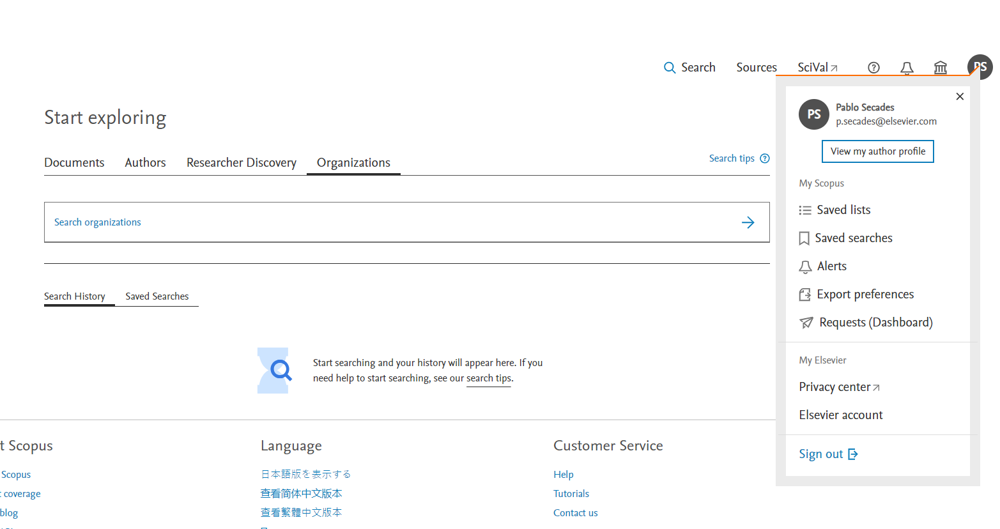 Search
Sources
SciVal
PS
Start exploring
Documents
Authors
Researcher Discovery
Organizations
Search tips
Search organizations
Search History
Saved Searches
Start searching and your history will appear here. If you
need help to start searching, see our search tips.
PS
Pablo Secades
p.secades@elsevier.com
View my author profile
My Scopus
Saved lists
Saved searches
Alerts
Export preferences
Requests (Dashboard)
My Elsevier
Privacy center
Elsevier account
Sign out
t Scopus
Scopus
t coverage
blog
Language
日本語版を表示する
查看简体中文版本
查看繁體中文版本
Customer Service
Help
Tutorials
Contact us